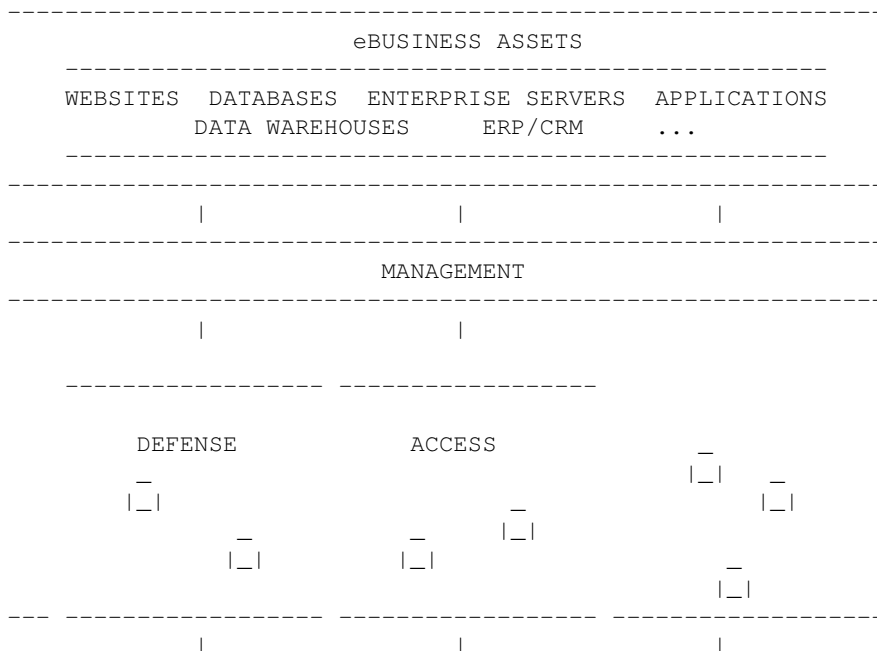 eBUSINESS ASSETS
WEBSITES DATABASES ENTERPRISE SERVERS APPLICATIONS
DATA WAREHOUSES ERP/CRM ...
MANAGEMENT
DEFENSE ACCESS